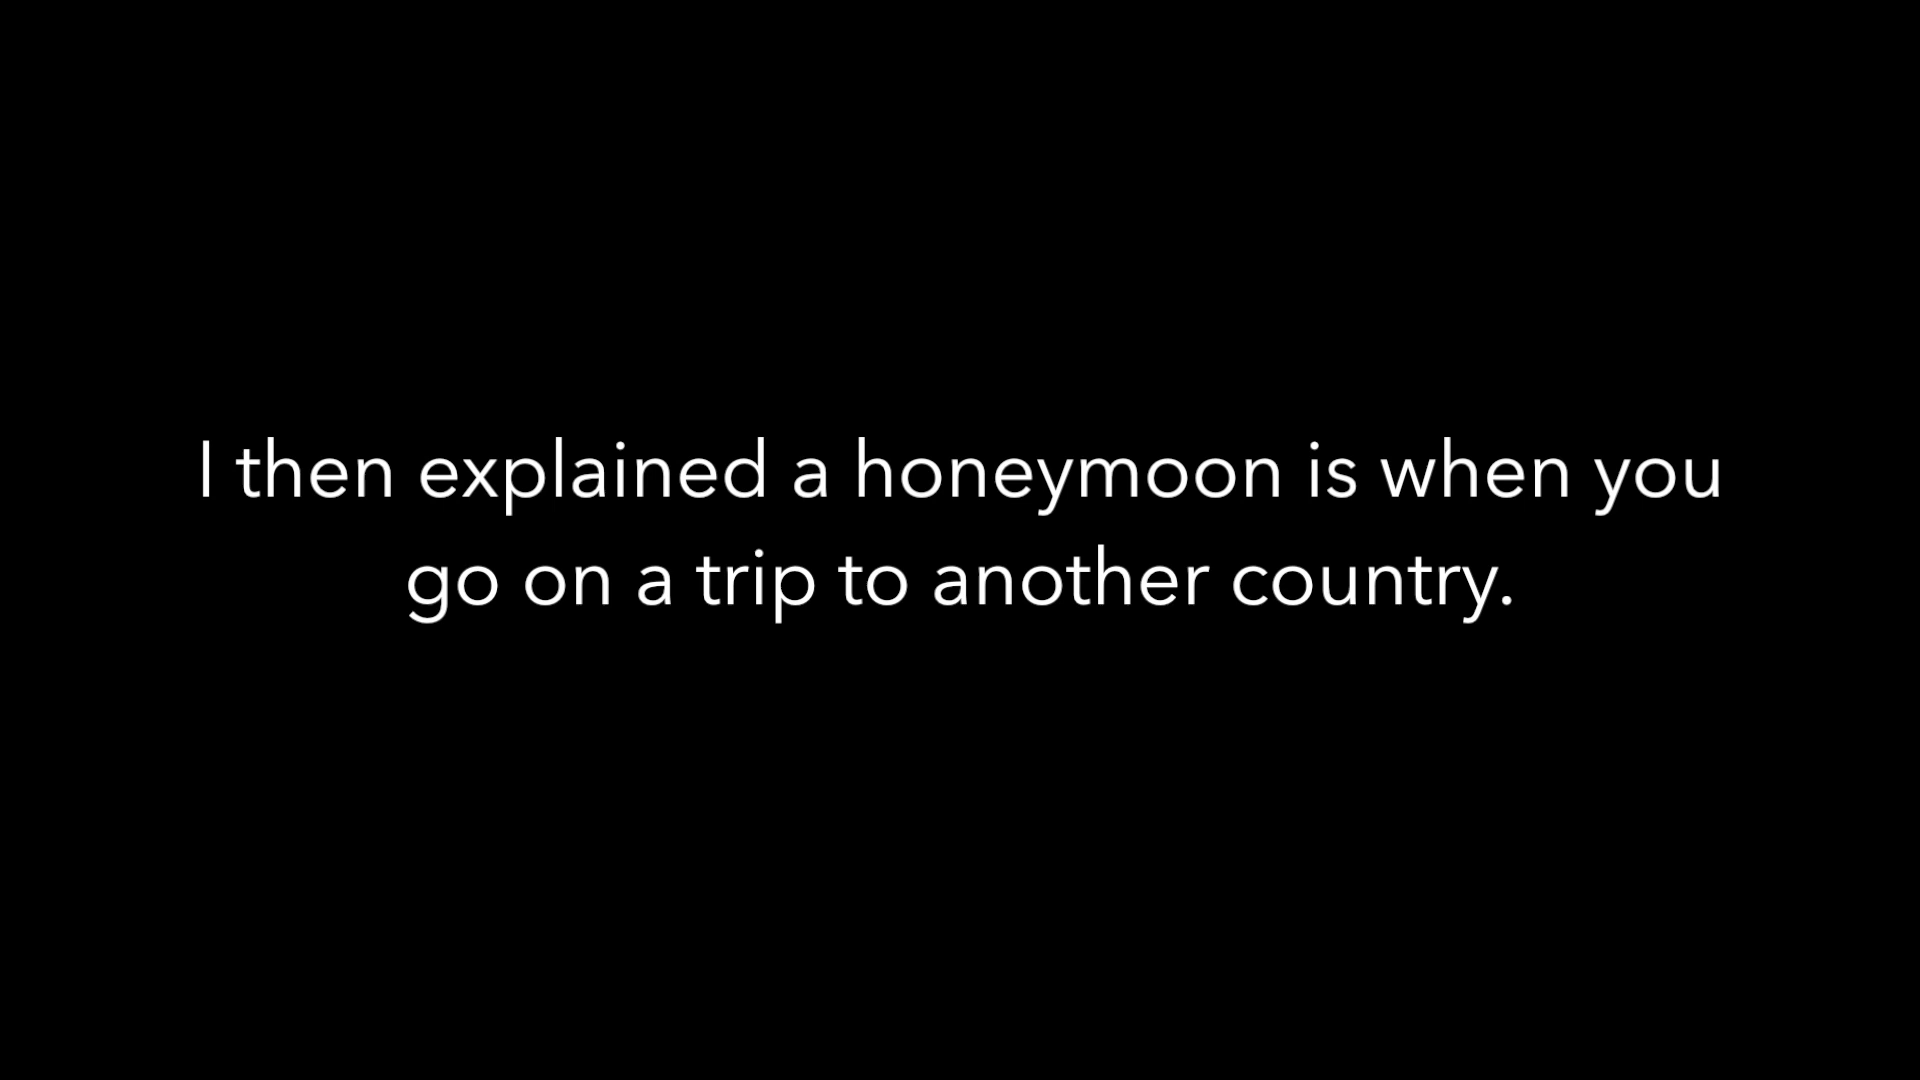 I then explained a honeymoon is when you
go on a trip to another country.